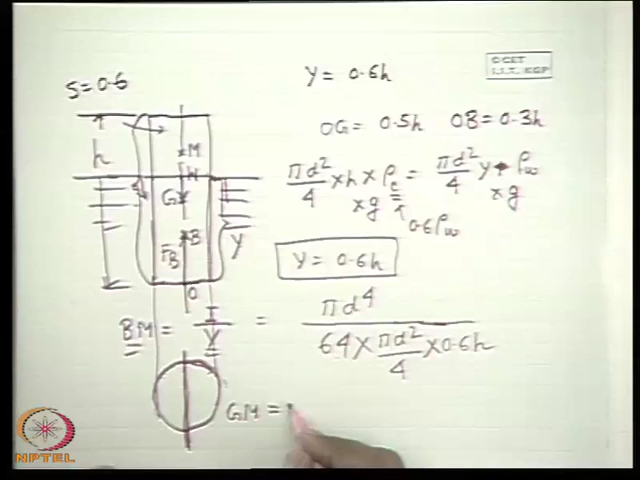 © CET
I.I.T. KGP
S = 0.6
y = 0.6h
OG = 0.5h OB = 0.3h
πd²/4 × h × ρc × g = πd²/4 y × ρw × g
0.6ρw
y = 0.6h
h
M
W
G
B
FB
y
O
BM = I/V = πd⁴ / 64 × πd²/4 × 0.6h
GM =
NPTEL